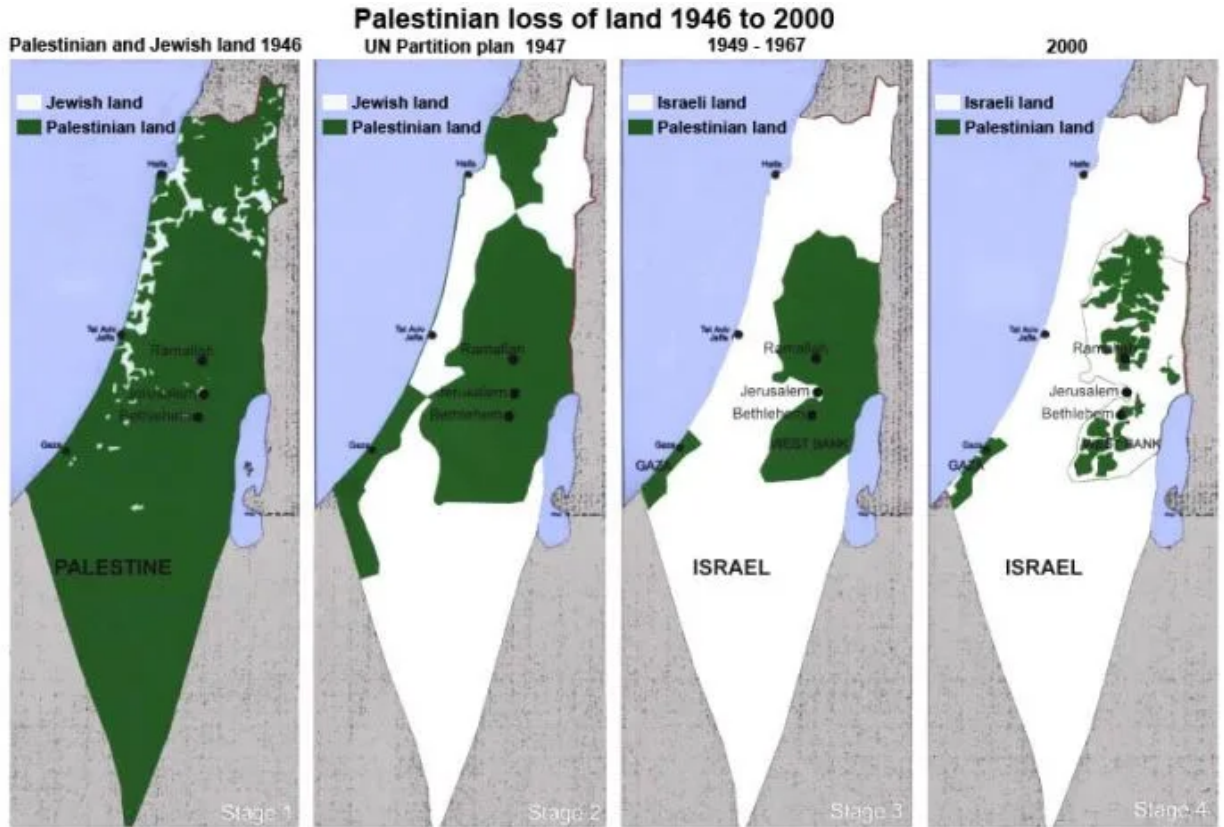 Palestinian loss of land 1946 to 2000
Palestinian and Jewish land 1946
Jewish land
Palestinian land
Haifa
Tel Aviv
Jaffa
Ramallah
Jerusalem
Bethlehem
Gaza
PALESTINE
Stage 1
UN Partition plan 1947
Jewish land
Palestinian land
Haifa
Tel Aviv
Jaffa
Ramallah
Jerusalem
Bethlehem
Gaza
Stage 2
1949 - 1967
Israeli land
Palestinian land
Haifa
Tel Aviv
Jaffa
Ramallah
Jerusalem
Bethlehem
Gaza
GAZA
WEST BANK
ISRAEL
Stage 3
2000
Israeli land
Palestinian land
Haifa
Tel Aviv
Jaffa
Ramallah
Jerusalem
Bethlehem
Gaza
GAZA
WEST BANK
ISRAEL
Stage 4